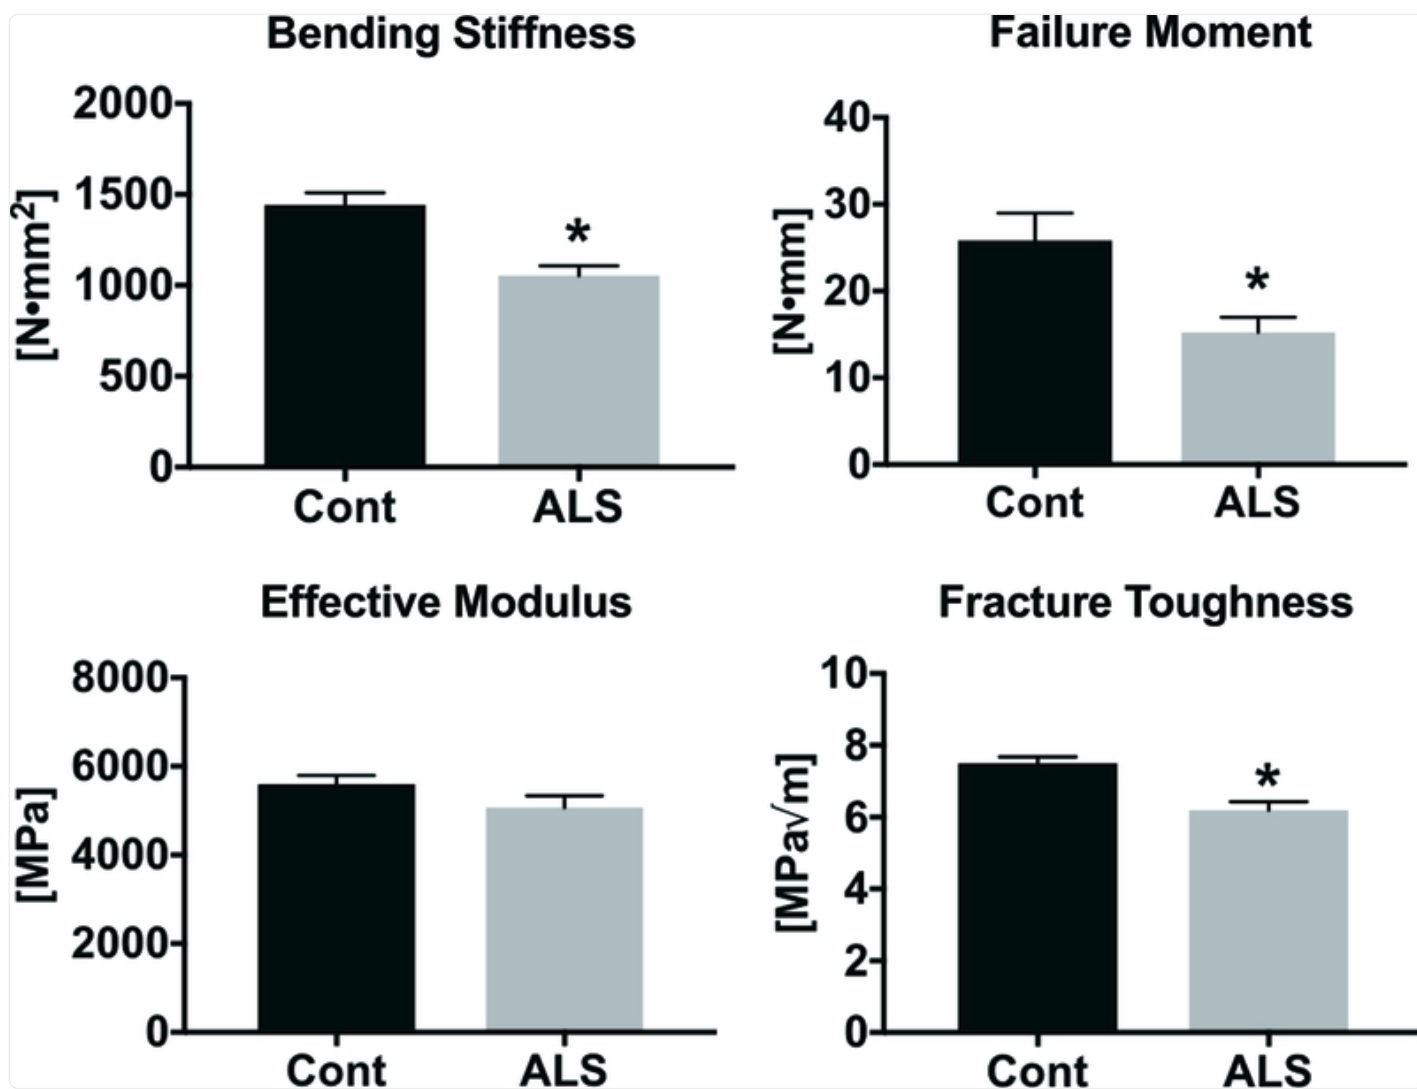 Bending Stiffness
2000
1500
1000
500
0
[N•mm²]
*
Cont
ALS
Failure Moment
40
30
20
10
0
[N•mm]
*
Cont
ALS
Effective Modulus
8000
6000
4000
2000
0
[MPa]
Cont
ALS
Fracture Toughness
10
8
6
4
2
0
[MPa√m]
*
Cont
ALS